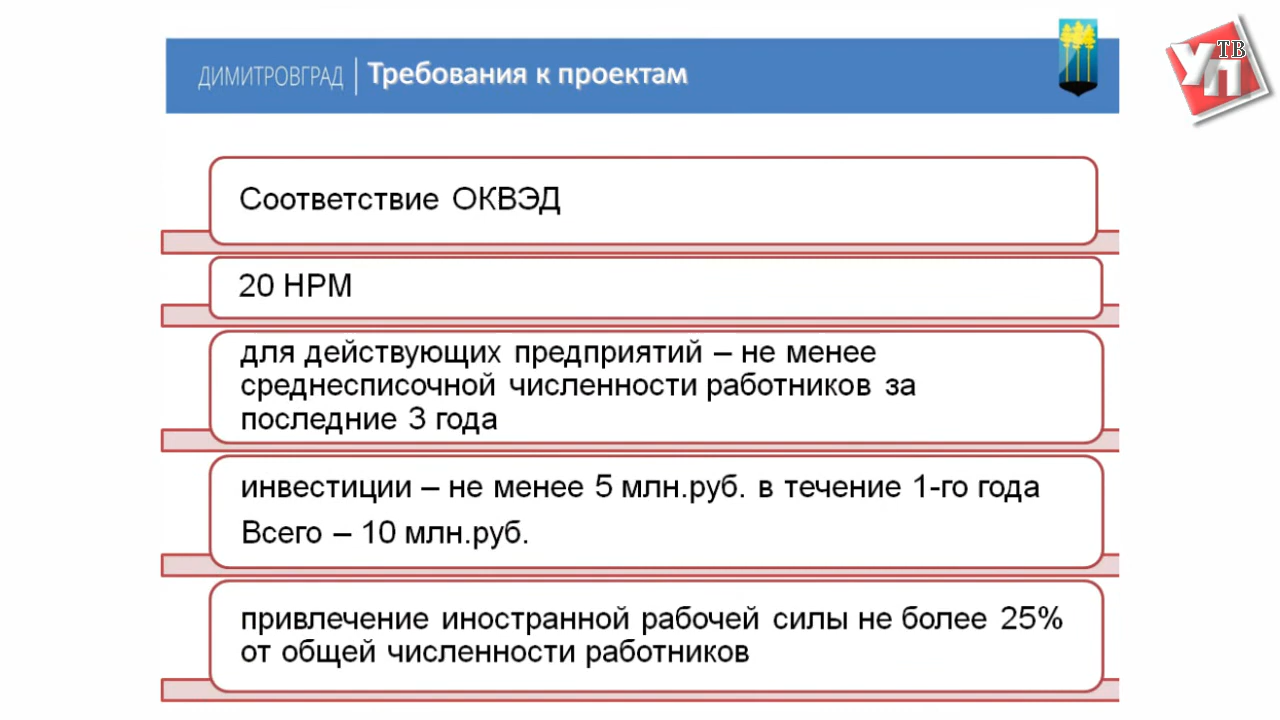 ДИМИТРОВГРАД
Требования к проектам
УП ТВ
Соответствие ОКВЭД
20 НРМ
для действующих предприятий – не менее
среднесписочной численности работников за
последние 3 года
инвестиции – не менее 5 млн.руб. в течение 1-го года
Всего – 10 млн.руб.
привлечение иностранной рабочей силы не более 25%
от общей численности работников